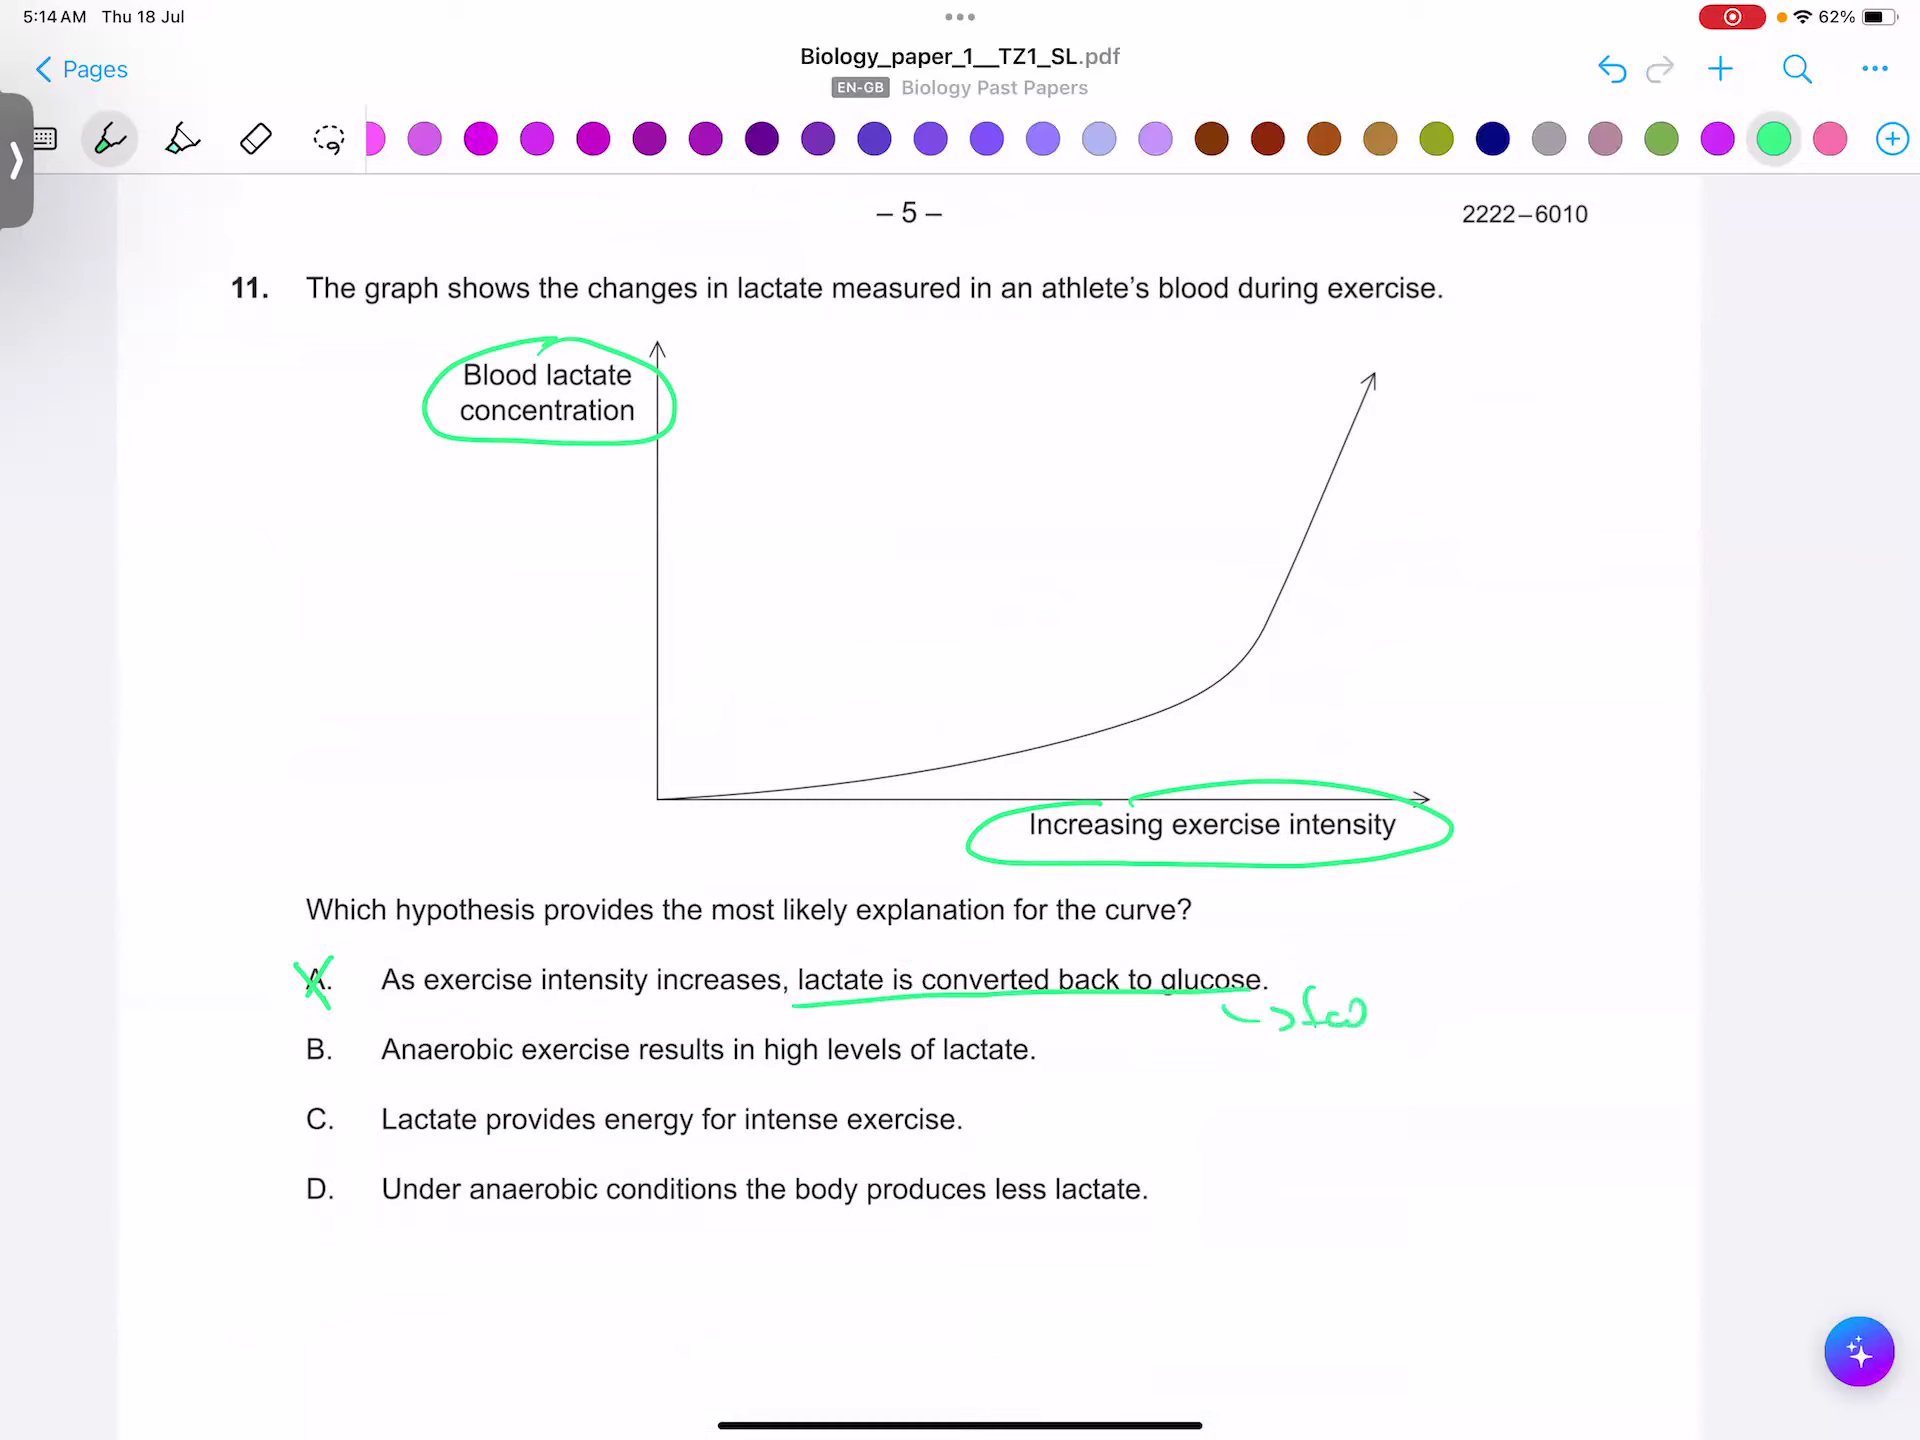 5:14 AM Thu 18 Jul
62%
Pages
Biology_paper_1__TZ1_SL.pdf
EN-GB Biology Past Papers
– 5 –
2222–6010
11. The graph shows the changes in lactate measured in an athlete's blood during exercise.
Blood lactate
concentration
Increasing exercise intensity
Which hypothesis provides the most likely explanation for the curve?
A. As exercise intensity increases, lactate is converted back to glucose.
B. Anaerobic exercise results in high levels of lactate.
C. Lactate provides energy for intense exercise.
D. Under anaerobic conditions the body produces less lactate.